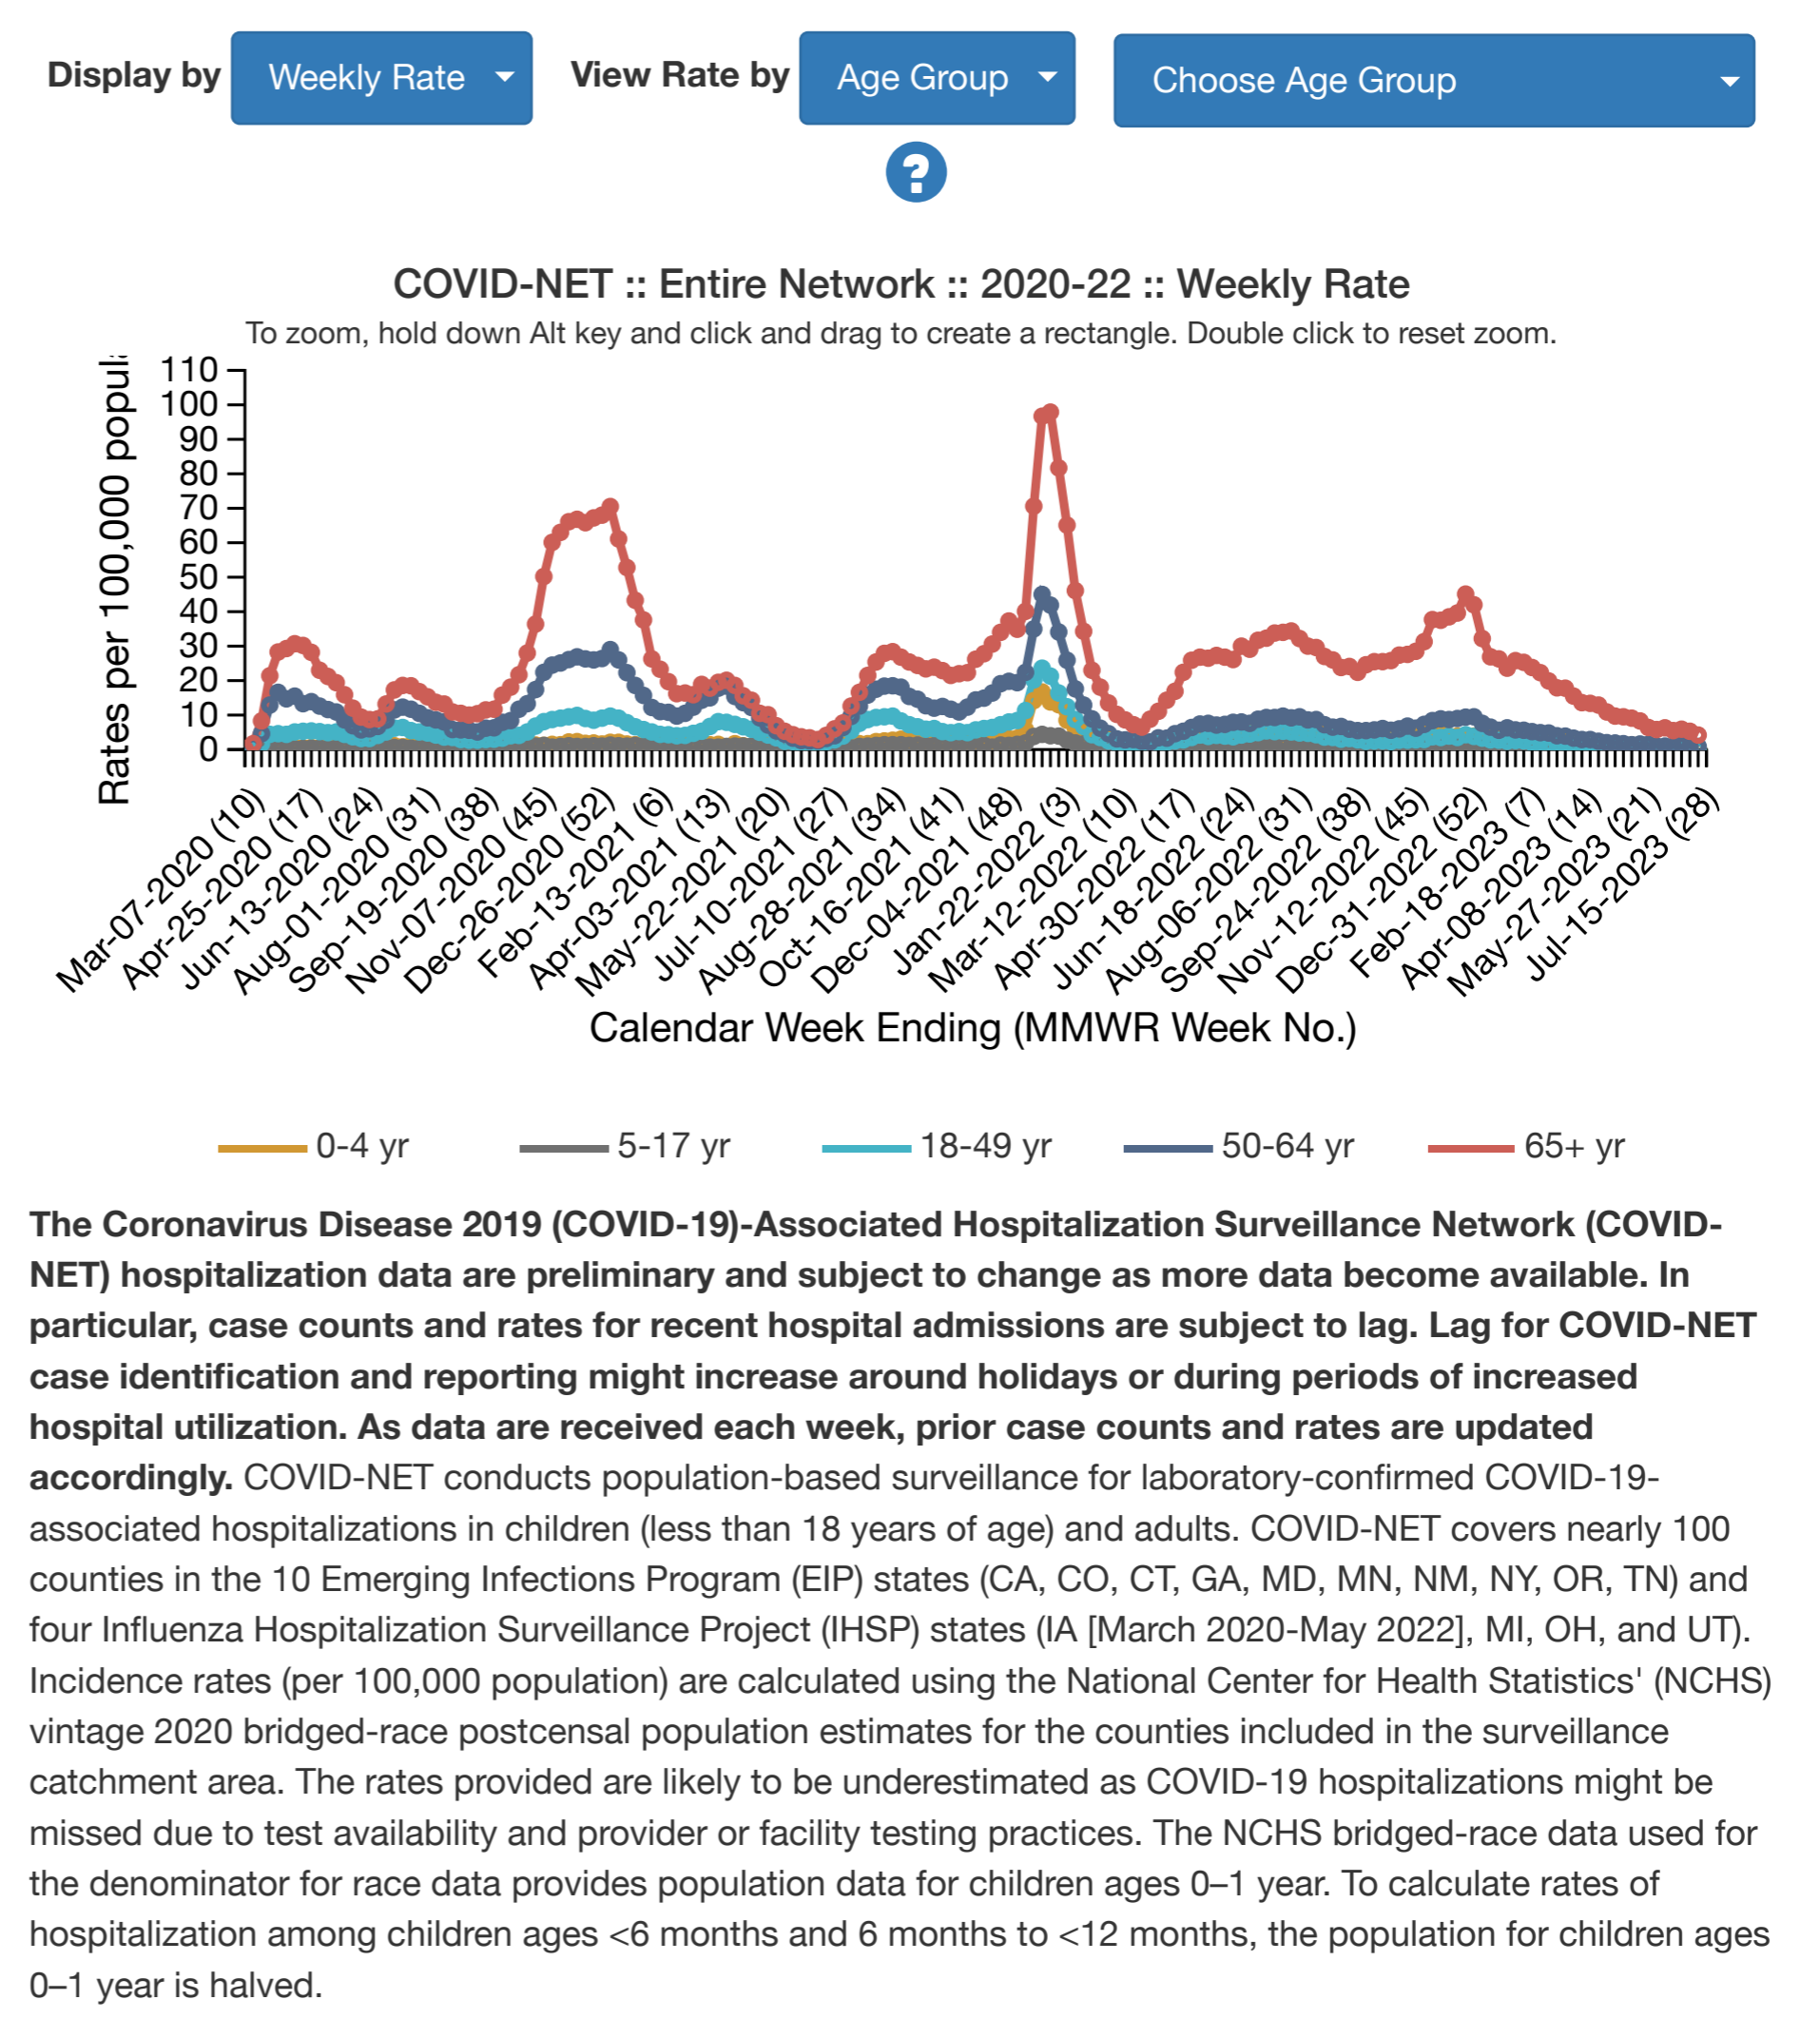 Display by Weekly Rate View Rate by Age Group Choose Age Group
?
COVID-NET :: Entire Network :: 2020-22 :: Weekly Rate
To zoom, hold down Alt key and click and drag to create a rectangle. Double click to reset zoom.
Rates per 100,000
110
100
90
80
70
60
50
40
30
20
10
0
Mar-07-2020 (10)
Apr-25-2020 (17)
Jun-13-2020 (24)
Aug-01-2020 (31)
Sep-19-2020 (38)
Nov-07-2020 (45)
Dec-26-2020 (52)
Feb-13-2021 (6)
Apr-03-2021 (13)
May-22-2021 (20)
Jul-10-2021 (27)
Aug-28-2021 (34)
Oct-16-2021 (41)
Dec-04-2021 (48)
Jan-22-2022 (3)
Mar-12-2022 (10)
Apr-30-2022 (17)
Jun-18-2022 (24)
Aug-06-2022 (31)
Sep-24-2022 (38)
Nov-12-2022 (45)
Dec-31-2022 (52)
Feb-18-2023 (7)
Apr-08-2023 (14)
May-27-2023 (21)
Jul-15-2023 (28)
Calendar Week Ending (MMWR Week No.)
0-4 yr 5-17 yr 18-49 yr 50-64 yr 65+ yr
The Coronavirus Disease 2019 (COVID-19)-Associated Hospitalization Surveillance Network (COVID-
NET) hospitalization data are preliminary and subject to change as more data become available. In
particular, case counts and rates for recent hospital admissions are subject to lag. Lag for COVID-NET
case identification and reporting might increase around holidays or during periods of increased
hospital utilization. As data are received each week, prior case counts and rates are updated
accordingly. COVID-NET conducts population-based surveillance for laboratory-confirmed COVID-19-
associated hospitalizations in children (less than 18 years of age) and adults. COVID-NET covers nearly 100
counties in the 10 Emerging Infections Program (EIP) states (CA, CO, CT, GA, MD, MN, NM, NY, OR, TN) and
four Influenza Hospitalization Surveillance Project (IHSP) states (IA [March 2020-May 2022], MI, OH, and UT).
Incidence rates (per 100,000 population) are calculated using the National Center for Health Statistics' (NCHS)
vintage 2020 bridged-race postcensal population estimates for the counties included in the surveillance
catchment area. The rates provided are likely to be underestimated as COVID-19 hospitalizations might be
missed due to test availability and provider or facility testing practices. The NCHS bridged-race data used for
the denominator for race data provides population data for children ages 0–1 year. To calculate rates of
hospitalization among children ages <6 months and 6 months to <12 months, the population for children ages
0–1 year is halved.